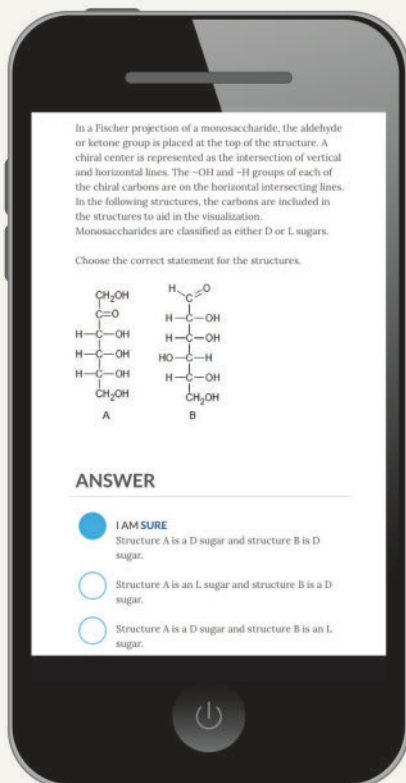 In a Fischer projection of a monosaccharide, the aldehyde
or ketone group is placed at the top of the structure. A
chiral center is represented as the intersection of vertical
and horizontal lines. The −OH and −H groups of each of
the chiral carbons are on the horizontal intersecting lines.
In the following structures, the carbons are included in
the structures to aid in the visualization.
Monosaccharides are classified as either D or L sugars.
Choose the correct statement for the structures.
CH₂OH
C=O
H−C−OH
H−C−OH
H−C−OH
CH₂OH
A
H C=O
H−C−OH
H−C−OH
HO−C−H
H−C−OH
CH₂OH
B
ANSWER
I AM SURE
Structure A is a D sugar and structure B is D
sugar.
Structure A is an L sugar and structure B is a D
sugar.
Structure A is a D sugar and structure B is an L
sugar.